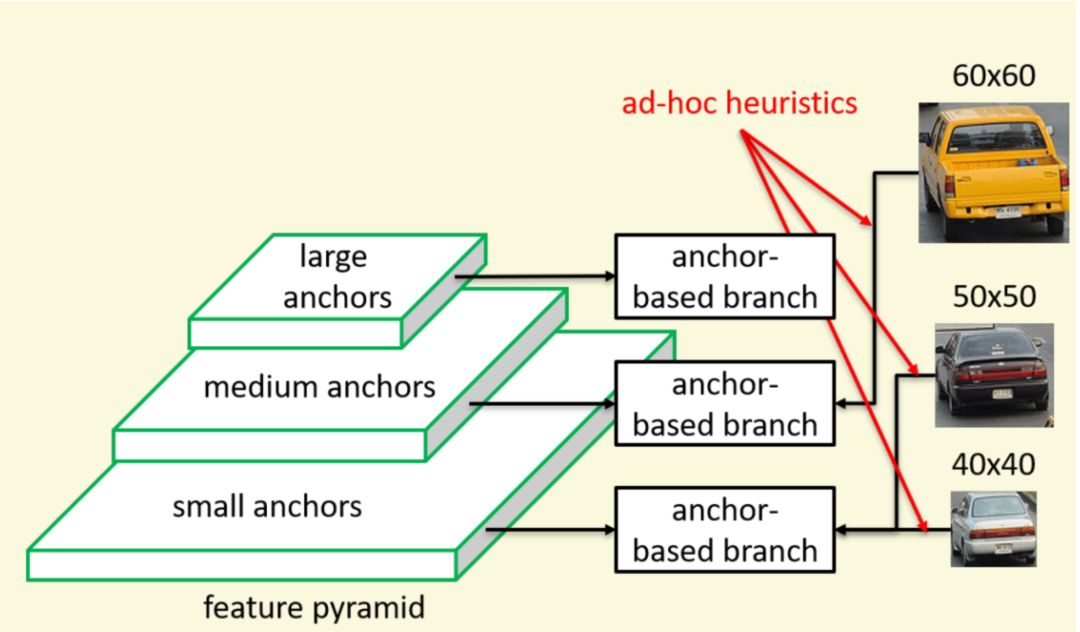 60x60
ad-hoc heuristics
large
anchors
anchor-
based branch
50x50
medium anchors
anchor-
based branch
40x40
small anchors
anchor-
based branch
feature pyramid